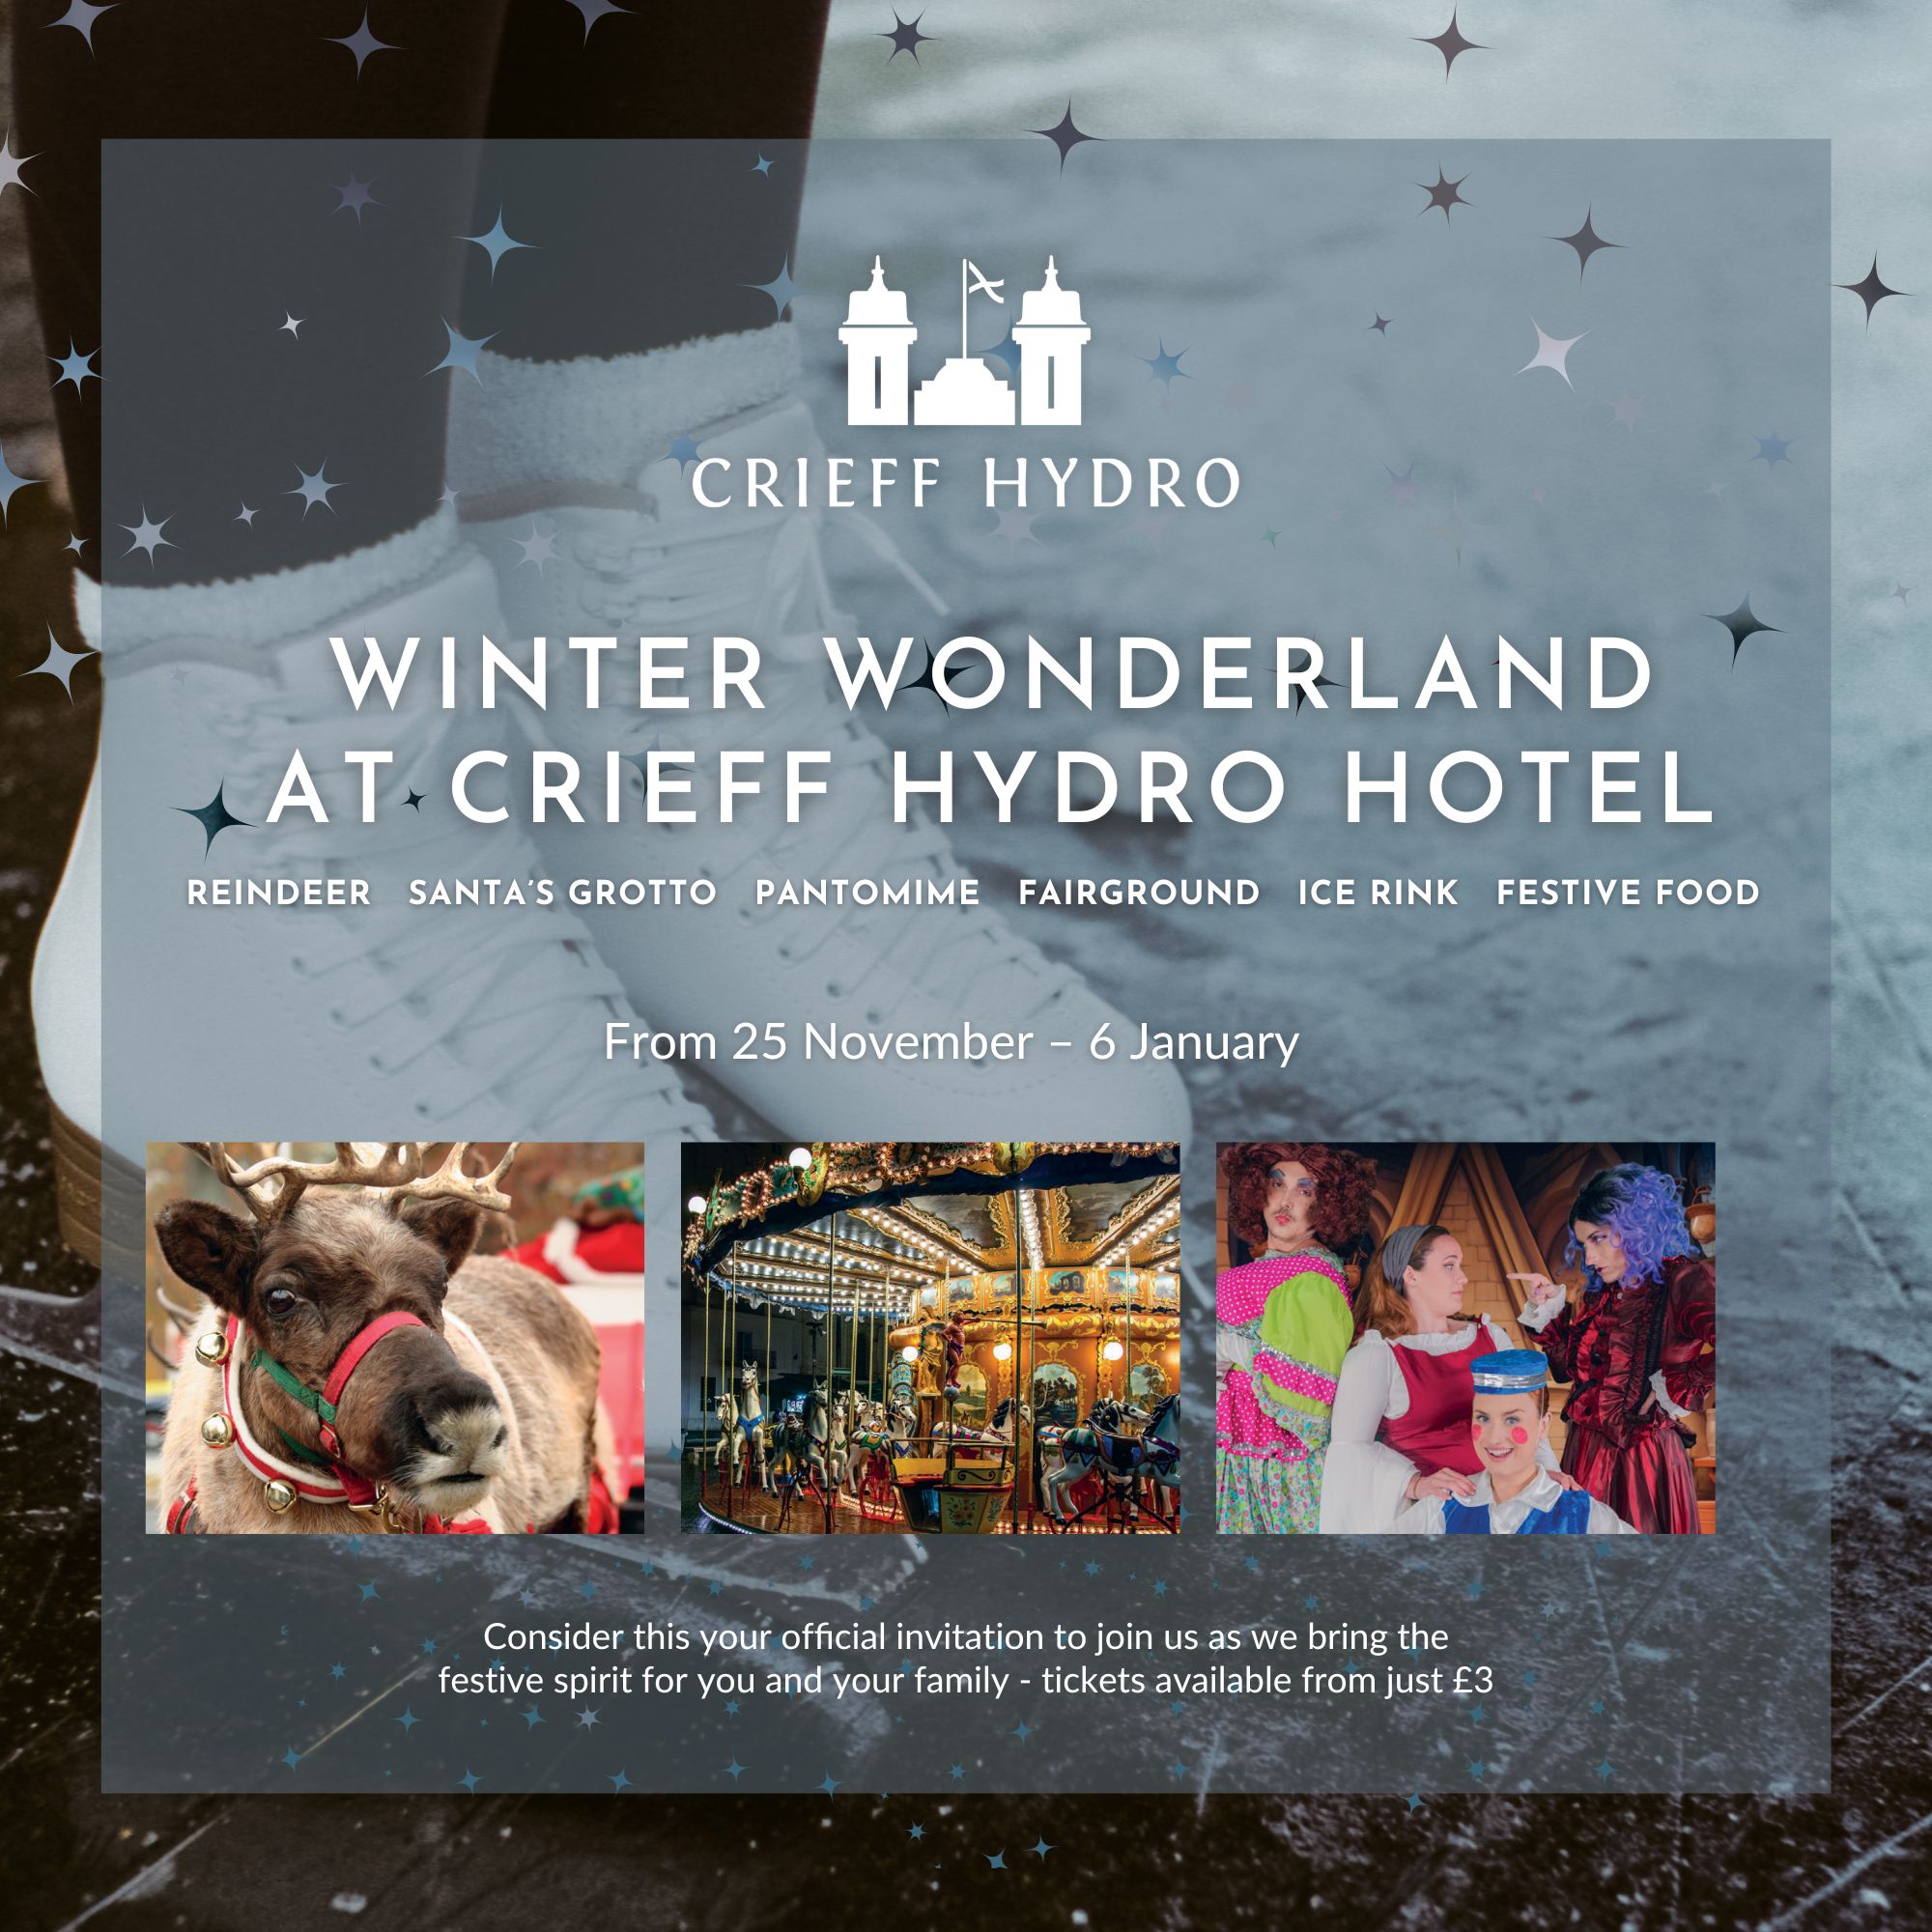 CRIEFF HYDRO
WINTER WONDERLAND
AT CRIEFF HYDRO HOTEL
REINDEER SANTA'S GROTTO PANTOMIME FAIRGROUND ICE RINK FESTIVE FOOD
From 25 November – 6 January
Consider this your official invitation to join us as we bring the
festive spirit for you and your family - tickets available from just £3